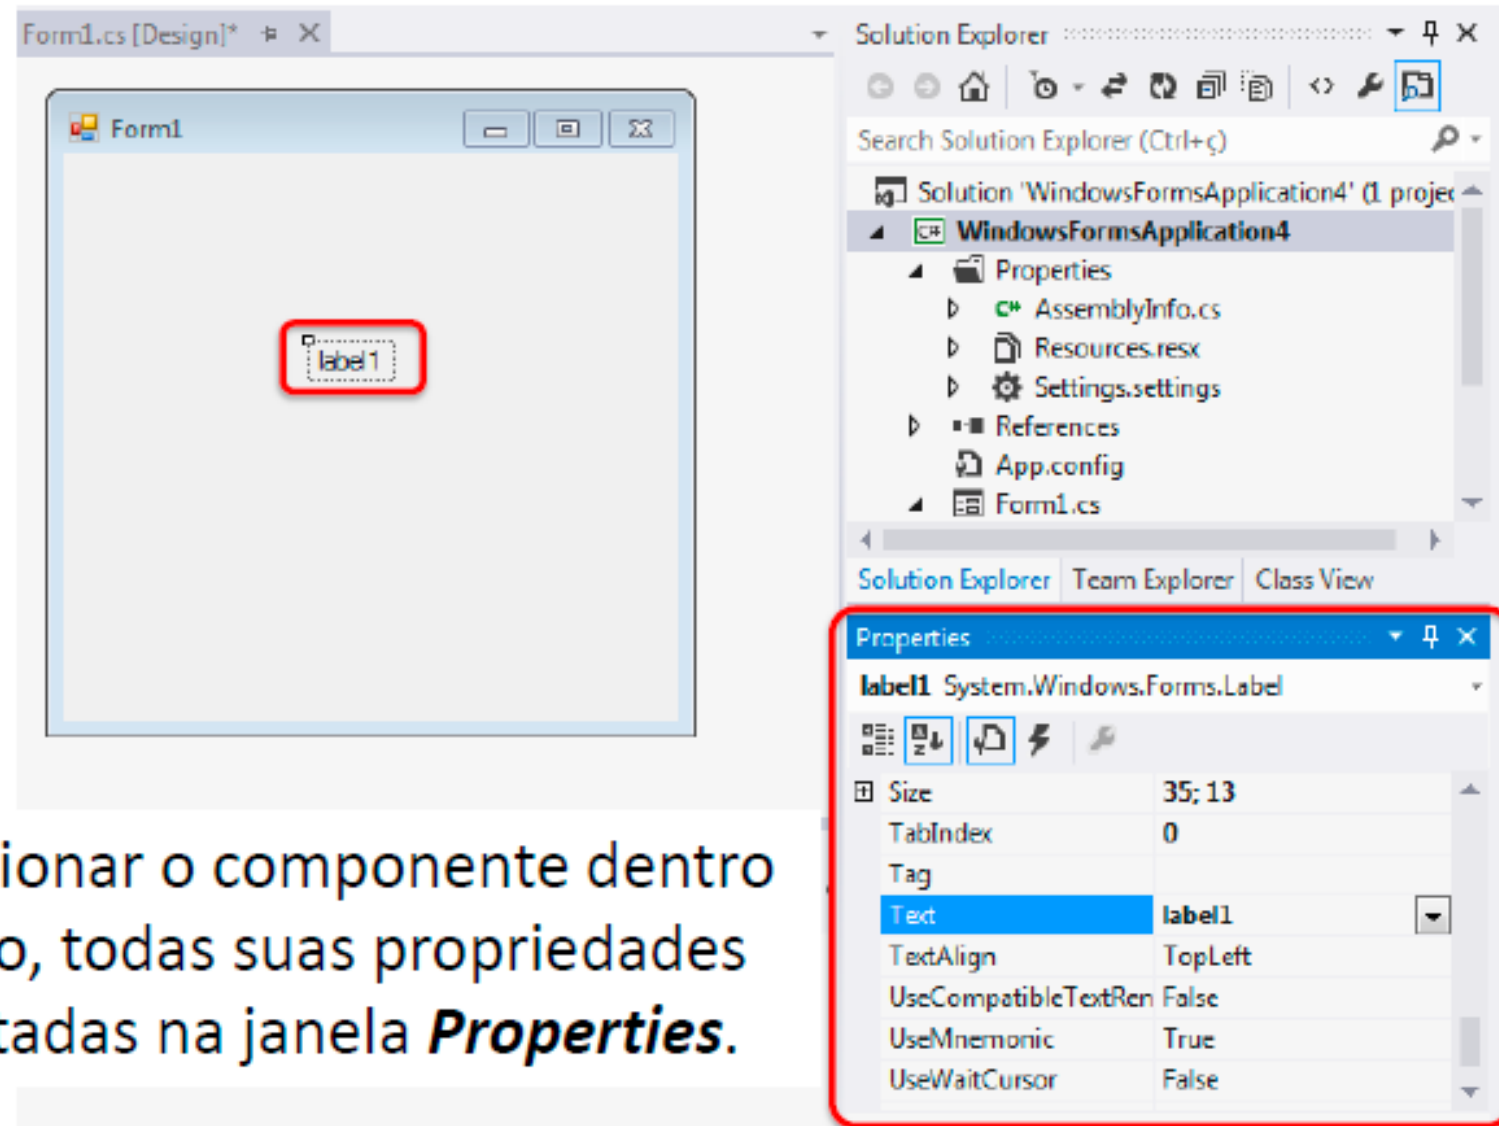 Form1.cs [Design]*
Form1
label1
ionar o componente dentro
o, todas suas propriedades
tadas na janela Properties.
Solution Explorer
Search Solution Explorer (Ctrl+ç)
Solution 'WindowsFormsApplication4' (1 projec
WindowsFormsApplication4
Properties
AssemblyInfo.cs
Resources.resx
Settings.settings
References
App.config
Form1.cs
Solution Explorer Team Explorer Class View
Properties
label1 System.Windows.Forms.Label
Size 35; 13
TabIndex 0
Tag
Text label1
TextAlign TopLeft
UseCompatibleTextRen False
UseMnemonic True
UseWaitCursor False